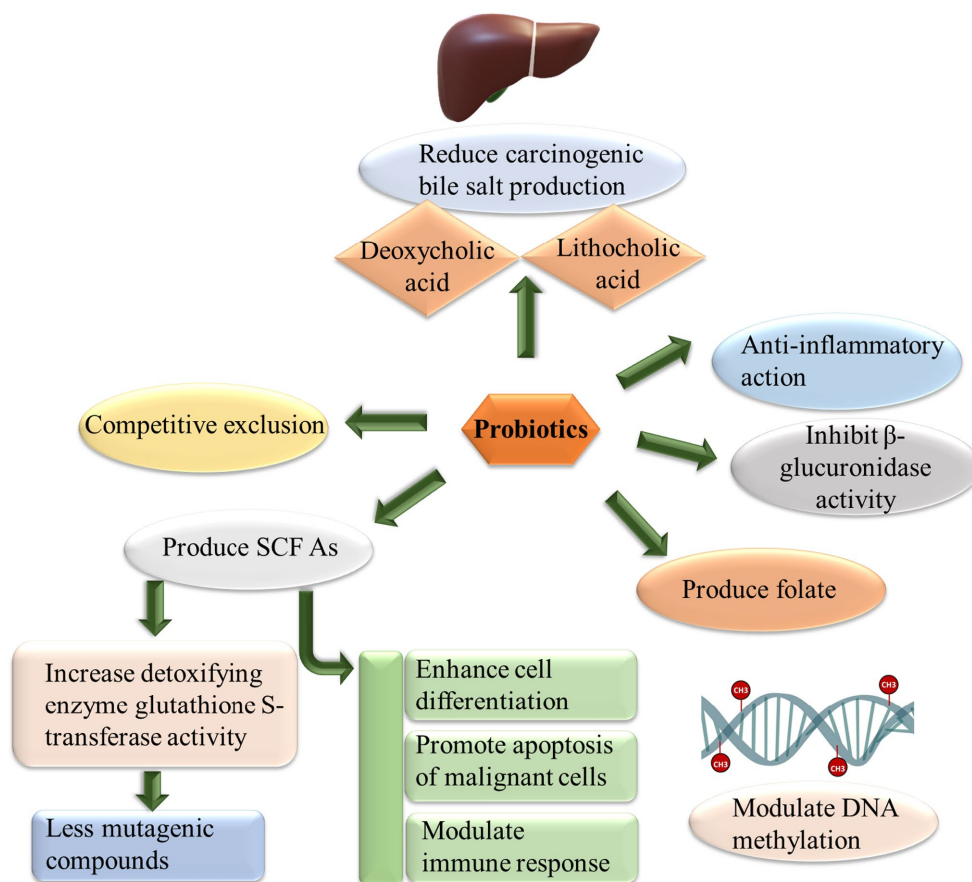 Reduce carcinogenic
bile salt production
Deoxycholic
acid
Lithocholic
acid
Anti-inflammatory
action
Competitive exclusion
Probiotics
Inhibit β-
glucuronidase
activity
Produce SCF As
Produce folate
Increase detoxifying
enzyme glutathione S-
transferase activity
Enhance cell
differentiation
Promote apoptosis
of malignant cells
Modulate
immune response
Less mutagenic
compounds
CH3
CH3
CH3
CH3
Modulate DNA
methylation